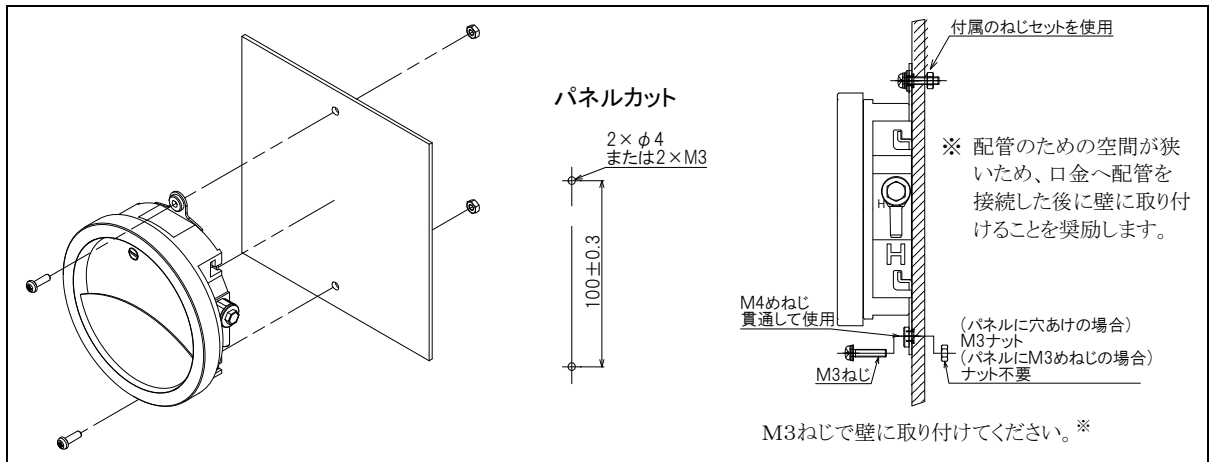 付属のねじセットを使用
パネルカット
2×φ4
または2×M3
100±0.3
※ 配管のための空間が狭
いため、口金へ配管を
接続した後に壁に取り付
けることを奨励します。
H
H
M4めねじ
貫通して使用
M3ねじ
(パネルに穴あけの場合)
M3ナット
(パネルにM3めねじの場合)
ナット不要
M3ねじで壁に取り付けてください。※